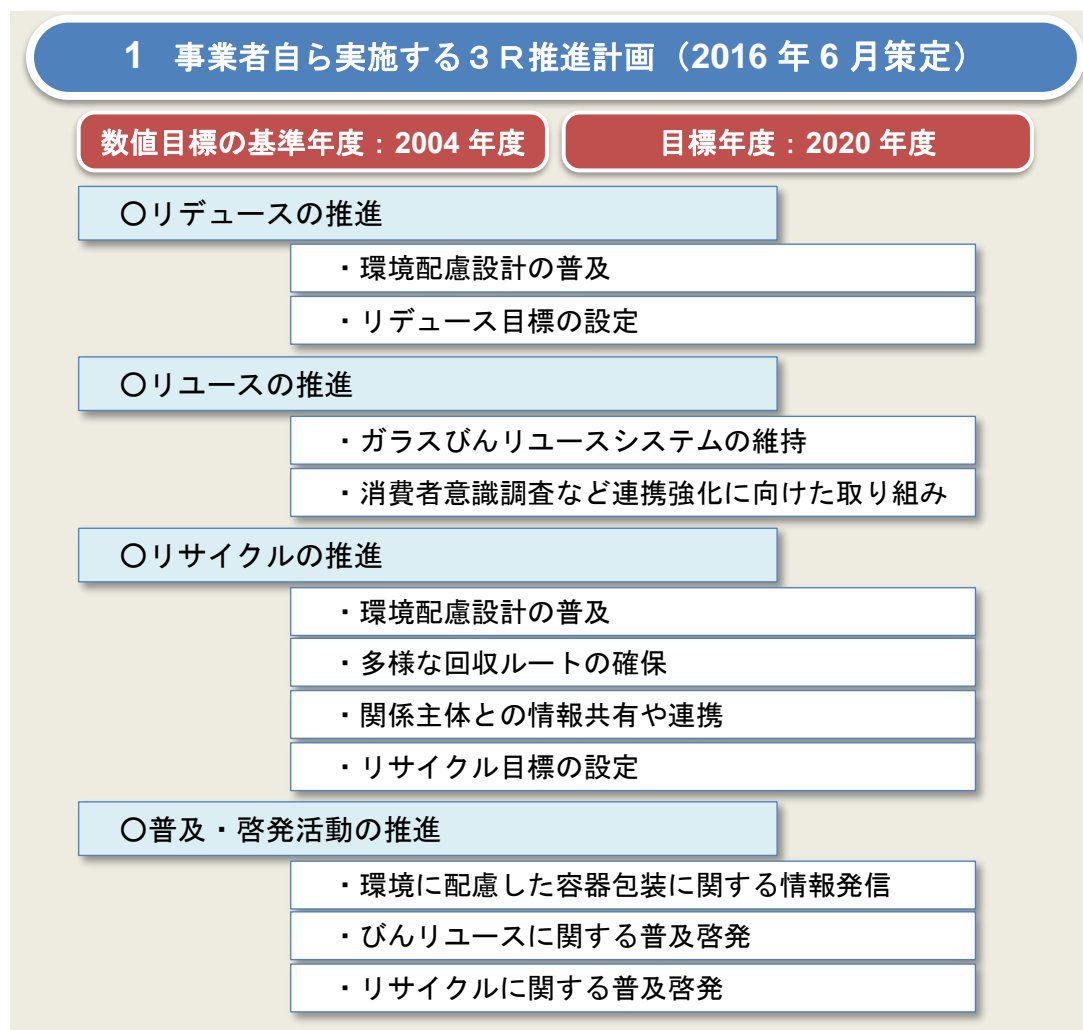 1 事業者自ら実施する３Ｒ推進計画（2016 年 6 月策定）
数値目標の基準年度：2004 年度
目標年度：2020 年度
〇リデュースの推進
・環境配慮設計の普及
・リデュース目標の設定
〇リユースの推進
・ガラスびんリユースシステムの維持
・消費者意識調査など連携強化に向けた取り組み
〇リサイクルの推進
・環境配慮設計の普及
・多様な回収ルートの確保
・関係主体との情報共有や連携
・リサイクル目標の設定
〇普及・啓発活動の推進
・環境に配慮した容器包装に関する情報発信
・びんリユースに関する普及啓発
・リサイクルに関する普及啓発